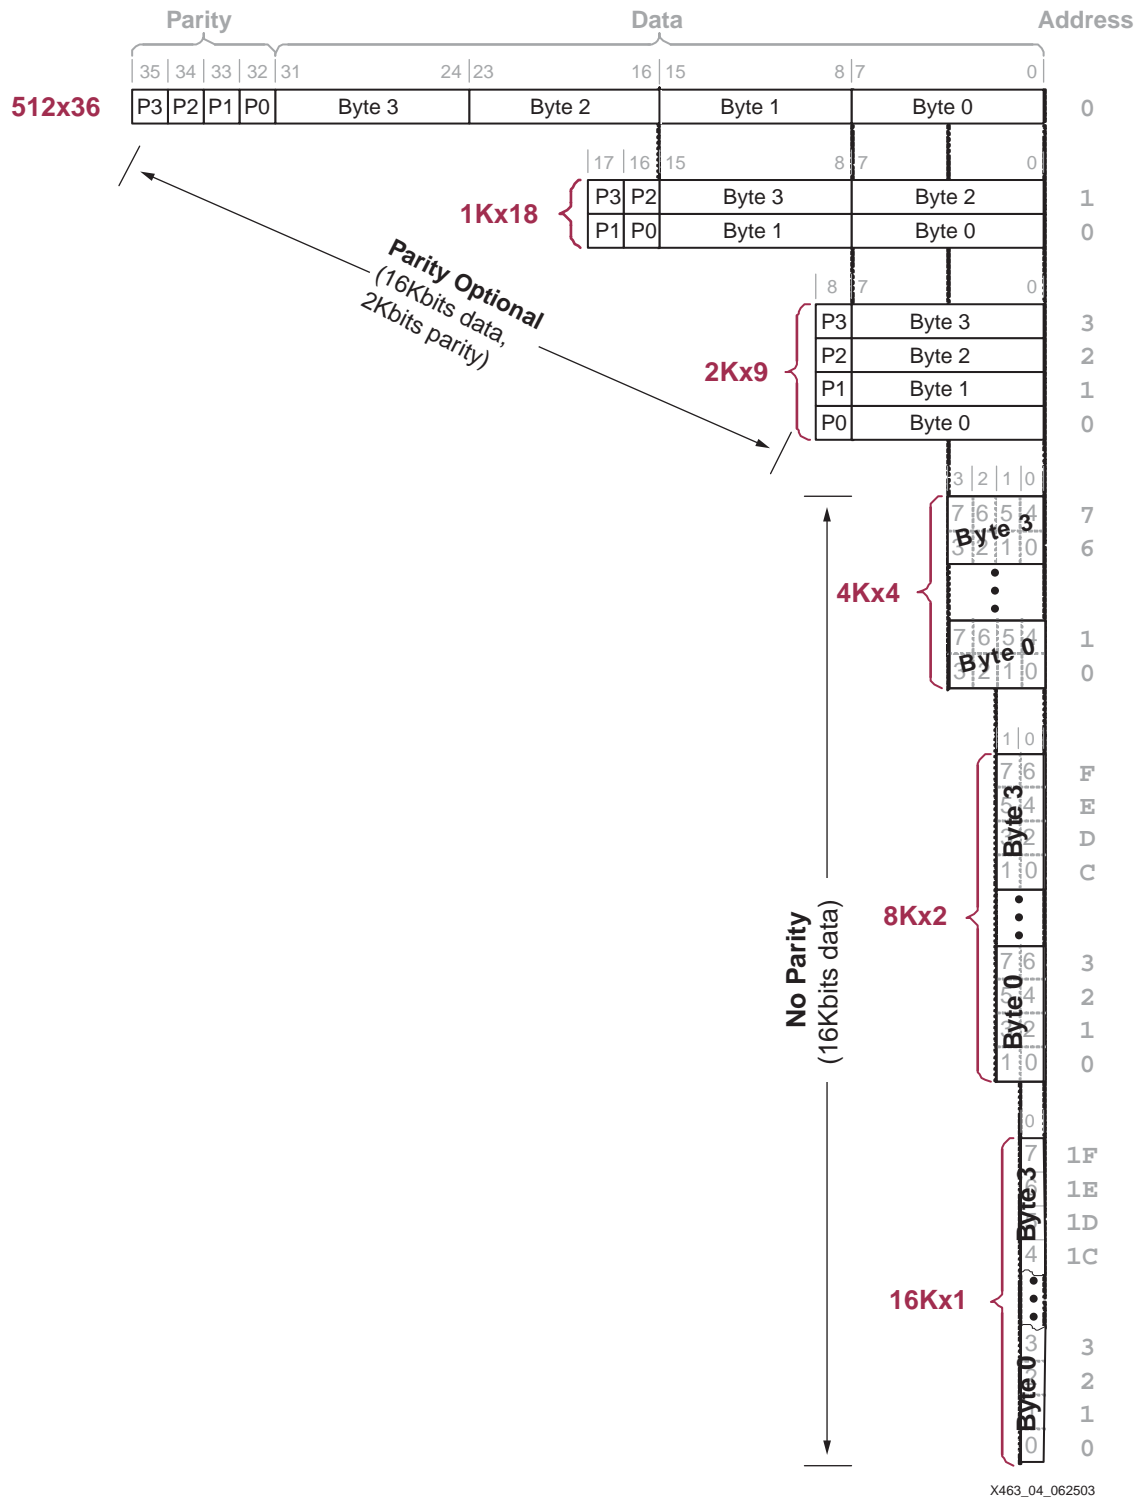 Parity Data Address
35 34 33 32 31 24 23 16 15 8 7 0
512x36 P3 P2 P1 P0 Byte 3 Byte 2 Byte 1 Byte 0 0
17 16 15 8 7 0
P3 P2 Byte 3 Byte 2 1
1Kx18
P1 P0 Byte 1 Byte 0 0
Parity Optional
(16Kbits data,
2Kbits parity)
8 7 0
P3 Byte 3 3
P2 Byte 2 2
2Kx9
P1 Byte 1 1
P0 Byte 0 0
3 2 1 0
7 6 5 4 7
Byte 3
3 2 1 0 6
4Kx4
7 6 5 4 1
Byte 0
3 2 1 0 0
1 0
7 6 F
5 4 E
Byte 3
3 2 D
1 0 C
8Kx2
No Parity
(16Kbits data)
7 6 3
5 4 2
Byte 0
3 2 1
1 0 0
0
7 1F
6 1E
Byte 3
1D
4 1C
16Kx1
3 3
2
Byte 0
1
0 0
X463_04_062503